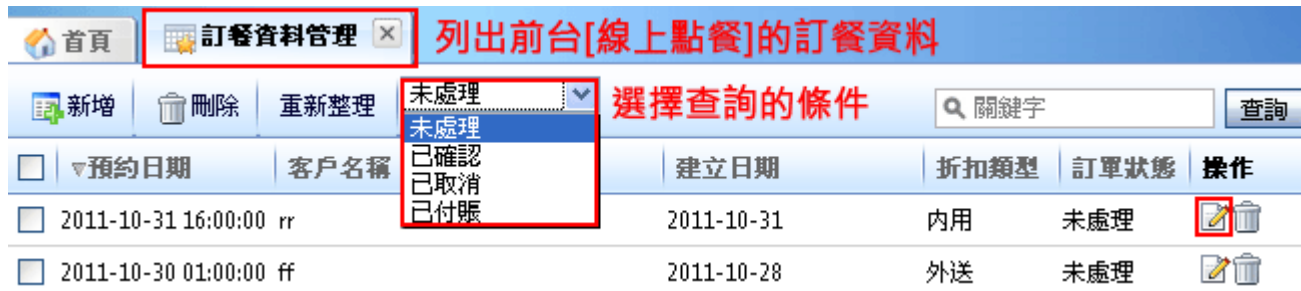 首頁 訂餐資料管理 列出前台[線上點餐]的訂餐資料
新增 刪除 重新整理 未處理 選擇查詢的條件 關鍵字 查詢
未處理
已確認
已取消
已付賬
預約日期 客戶名稱 建立日期 折扣類型 訂單狀態 操作
2011-10-31 16:00:00 rr 2011-10-31 內用 未處理
2011-10-30 01:00:00 ff 2011-10-28 外送 未處理